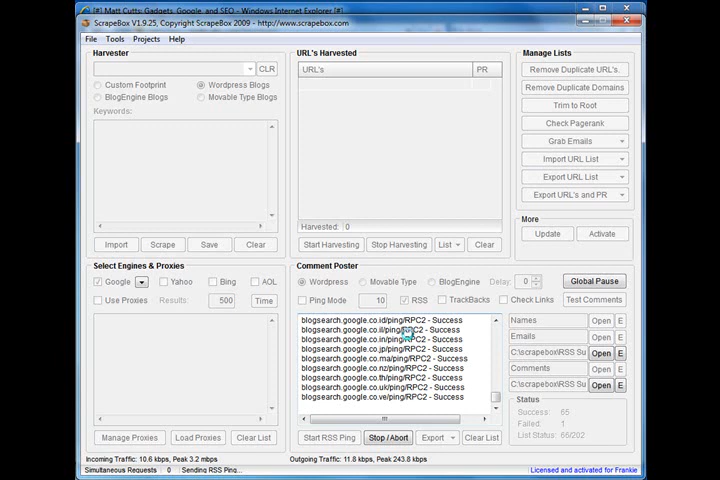 [#] Matt Cutts: Gadgets, Google, and SEO - Windows Internet Explorer [#]
ScrapeBox V1.9.25, Copyright ScrapeBox 2009 - http://www.scrapebox.com
File Tools Projects Help
Harvester
CLR
Custom Footprint Wordpress Blogs
BlogEngine Blogs Movable Type Blogs
Keywords:
Import Scrape Save Clear
URL's Harvested
URL's PR
Harvested: 0
Start Harvesting Stop Harvesting List Clear
Manage Lists
Remove Duplicate URL's.
Remove Duplicate Domains
Trim to Root
Check Pagerank
Grab Emails
Import URL List
Export URL List
Export URL's and PR
More
Update Activate
Select Engines & Proxies
Google Yahoo Bing AOL
Use Proxies Results: 500 Time
Manage Proxies Load Proxies Clear List
Comment Poster
Wordpress Movable Type BlogEngine Delay: 0 Global Pause
Ping Mode 10 RSS TrackBacks Check Links Test Comments
blogsearch.google.co.id/ping/RPC2 - Success
blogsearch.google.co.il/ping/RPC2 - Success
blogsearch.google.co.in/ping/RPC2 - Success
blogsearch.google.co.jp/ping/RPC2 - Success
blogsearch.google.co.ma/ping/RPC2 - Success
blogsearch.google.co.nz/ping/RPC2 - Success
blogsearch.google.co.th/ping/RPC2 - Success
blogsearch.google.co.uk/ping/RPC2 - Success
blogsearch.google.co.ve/ping/RPC2 - Success
Start RSS Ping Stop / Abort Export Clear List
Names Open E
Emails Open E
C:\scrapebox\RSS Su Open E
Comments Open E
C:\scrapebox\RSS Su Open E
Status
Success: 65
Failed: 1
List Status: 66/202
Incoming Traffic: 10.6 kbps, Peak 3.2 mbps Outgoing Traffic: 11.8 kbps, Peak 243.8 kbps
Simultaneous Requests 0 Sending RSS Ping... Licensed and activated for Frankie